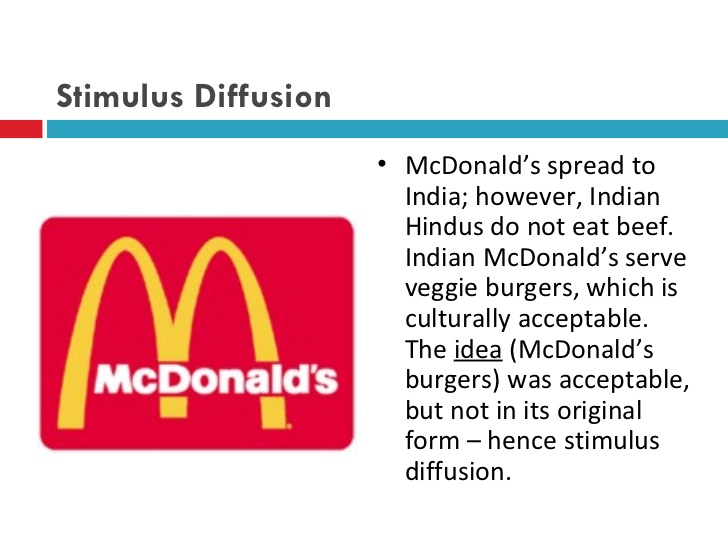 Stimulus Diffusion
McDonald's
• McDonald’s spread to
India; however, Indian
Hindus do not eat beef.
Indian McDonald’s serve
veggie burgers, which is
culturally acceptable.
The idea (McDonald’s
burgers) was acceptable,
but not in its original
form – hence stimulus
diffusion.